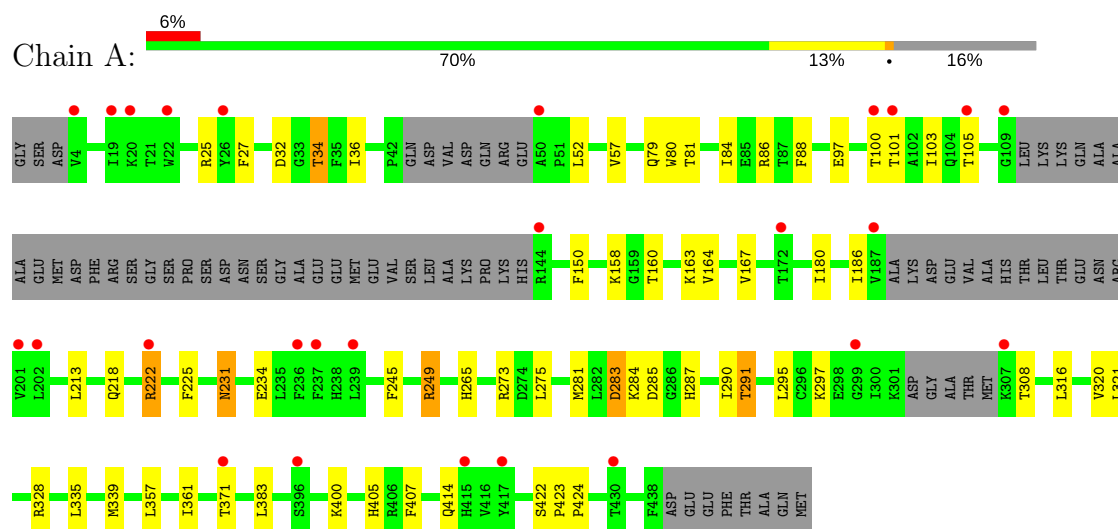 6%
Chain A:
70% 13% • 16%
GLY SER ASP V4 I19 K20 T21 W22 R25 Y26 F27 D32 G33 T34 F35 I36 P42 GLN ASP VAL ASP GLN ARG GLU A50 P51 L52 V57 Q79 W80 T81 I84 E85 R86 T87 F88 E97 T100 T101 A102 I103 Q104 T105 G109 LEU LYS LYS GLN ALA ALA
ALA GLU MET ASP PHE ARG SER GLY SER PRO SER ASP ASN SER GLY ALA GLU GLU MET GLU VAL SER LEU ALA LYS PRO LYS HIS R144 F150 K158 G159 T160 K163 V164 V167 T172 I180 I186 V187 ALA LYS ASP GLU VAL ALA HIS THR LEU THR GLU ASN ARG
V201 L202 L213 Q218 R222 F225 N231 E234 L235 F236 F237 H238 L239 F245 R249 H265 R273 D274 L275 M281 L282 D283 K284 D285 G286 H287 I290 T291 L295 C296 K297 E298 G299 I300 K301 ASP GLY ALA THR MET K307 T308 L316 V320 L321
R328 L335 M339 L357 I361 T371 L383 S396 K400 H405 R406 F407 Q414 H415 V416 Y417 S422 P423 P424 T430 F438 ASP GLU GLU PHE THR ALA GLN MET